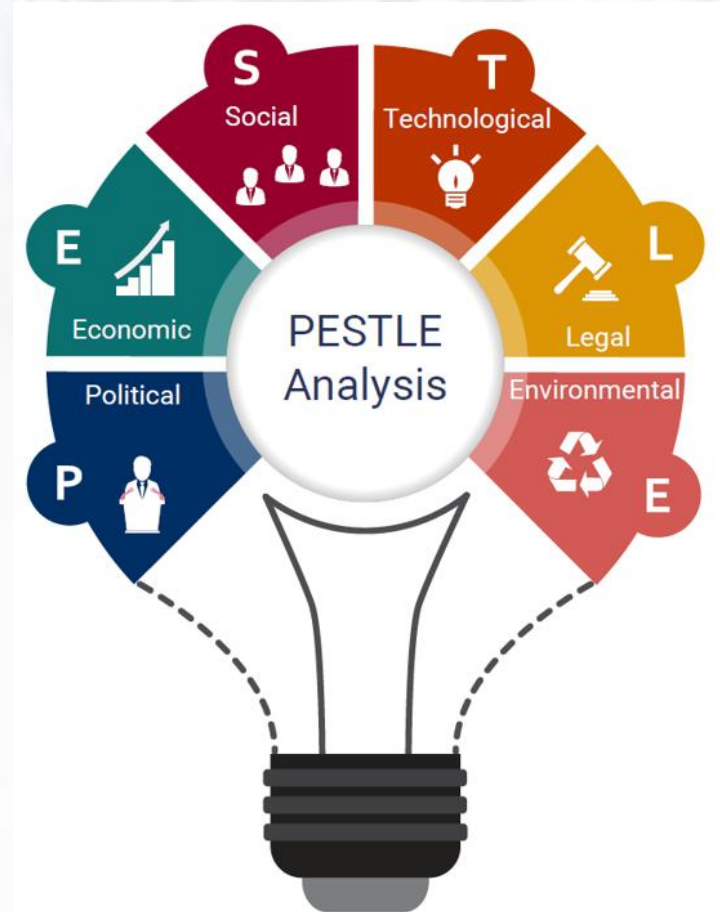 P
Political
E
Economic
S
Social
T
Technological
L
Legal
E
Environmental
PESTLE
Analysis